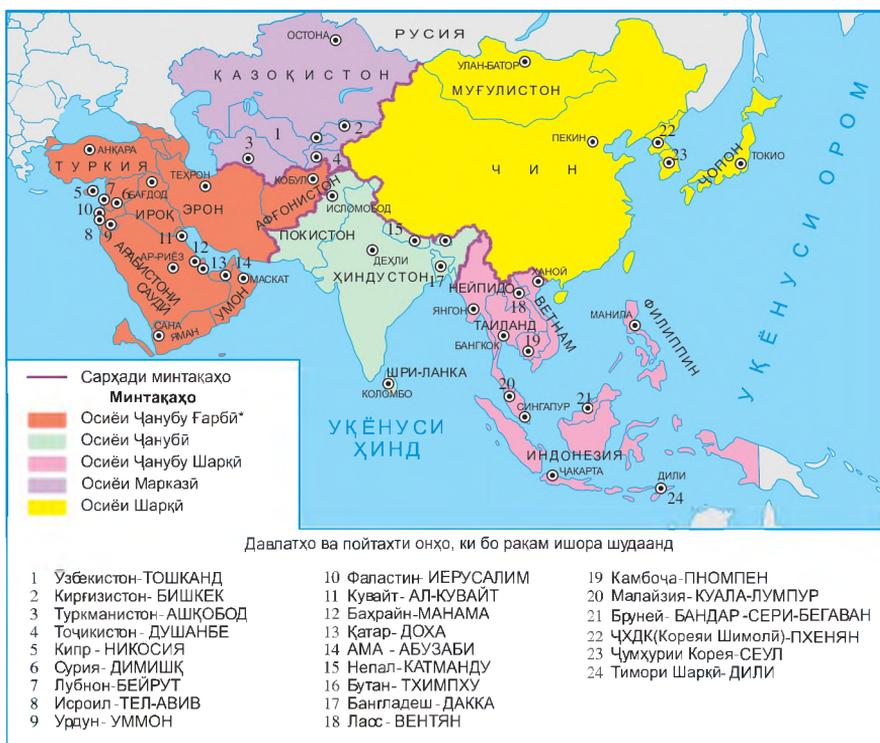 ОСТОНА
РУСИЯ
ҚАЗОҚИСТОН
УЛАН-БАТОР
МУҒУЛИСТОН
1
2
3
4
ПЕКИН
22
23
ЧИН
ҶОПОН
ТОКИО
АНҚАРА
ТУРКИЯ
ТЕҲРОН
КОБУЛ
АФҒОНИСТОН
ИСЛОМОБОД
5
7
6
БАҒДОД
ИРОҚ
ЭРОН
10
8
9
11
12
13
14
АР-РИЁЗ
АРАБИСТОНИ
САУДӢ
МАСКАТ
УМОН
САНА
ЯМАН
ПОКИСТОН
15
ДЕҲЛИ
ҲИНДУСТОН
17
НЕЙПИДО
ХАНОЙ
18
ВЕТНАМ
ЯНГОН
ТАИЛАНД
БАНГКОК
19
МАНИЛА
ФИЛИППИН
УҚЁНУСИ ОРОМ
ШРИ-ЛАНКА
КОЛОМБО
20
СИНГАПУР
21
УҚЁНУСИ
ҲИНД
ИНДОНЕЗИЯ
ҶАКАРТА
ДИЛИ
24
Сарҳади минтақаҳо
Минтақаҳо
Осиёи Ҷанубу Ғарбӣ*
Осиёи Ҷанубӣ
Осиёи Ҷанубу Шарқӣ
Осиёи Марказӣ
Осиёи Шарқӣ
Давлатҳо ва пойтахти онҳо, ки бо рақам ишора шудаанд
1 Ӯзбекистон-ТОШКАНД
2 Кирғизистон- БИШКЕК
3 Туркманистон-АШҚОБОД
4 Тоҷикистон- ДУШАНБЕ
5 Кипр - НИКОСИЯ
6 Сурия- ДИМИШҚ
7 Лубнон-БЕЙРУТ
8 Исроил -ТЕЛ-АВИВ
9 Урдун- УММОН
10 Фаластин- ИЕРУСАЛИМ
11 Кувайт- АЛ-КУВАЙТ
12 Баҳрайн-МАНАМА
13 Қатар- ДОХА
14 АМА - АБУЗАБИ
15 Непал-КАТМАНДУ
16 Бутан- ТХИМПХУ
17 Бангладеш- ДАККА
18 Лаос- ВЕНТЯН
19 Камбоҷа-ПНОМПЕН
20 Малайзия- КУАЛА-ЛУМПУР
21 Бруней- БАНДАР -СЕРИ-БЕГАВАН
22 ҶХДК(Кореяи Шимолӣ)-ПХЕНЯН
23 Ҷумҳурии Корея-СЕУЛ
24 Тимори Шарқӣ- ДИЛИ